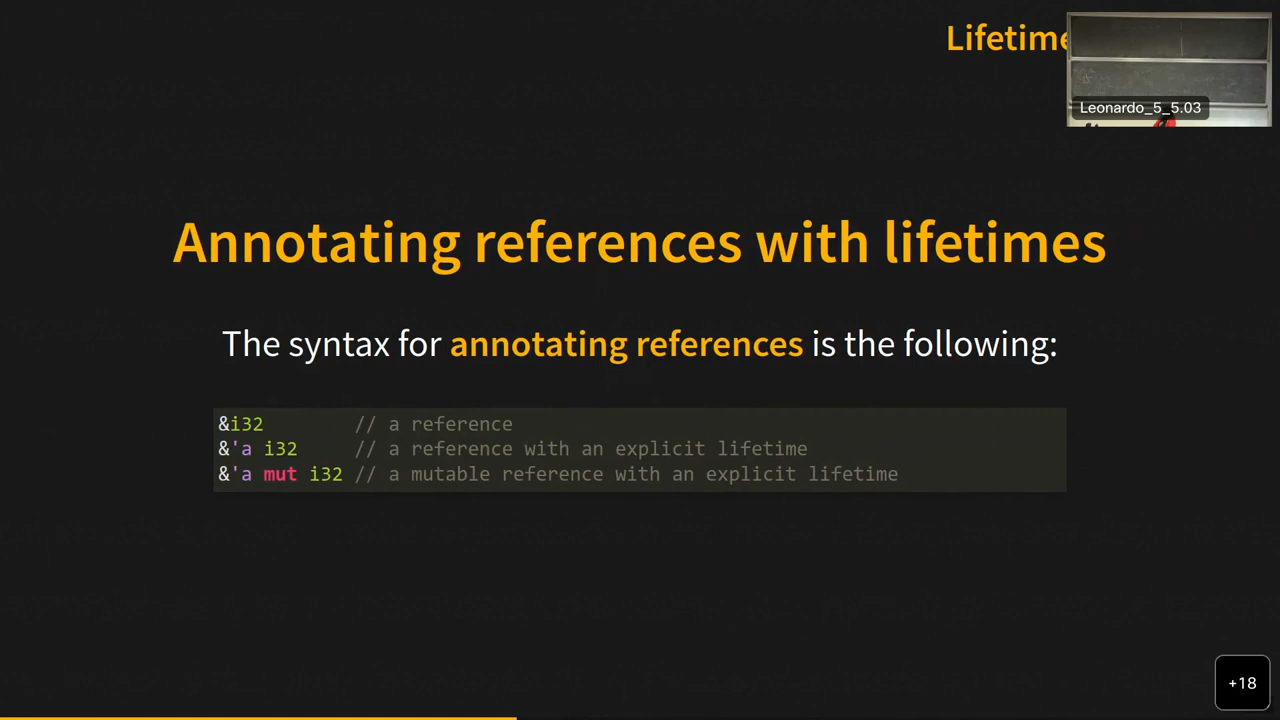 Lifetime
Leonardo_5_5.03
Annotating references with lifetimes
The syntax for annotating references is the following:
&i32        // a reference
&'a i32     // a reference with an explicit lifetime
&'a mut i32 // a mutable reference with an explicit lifetime
+18